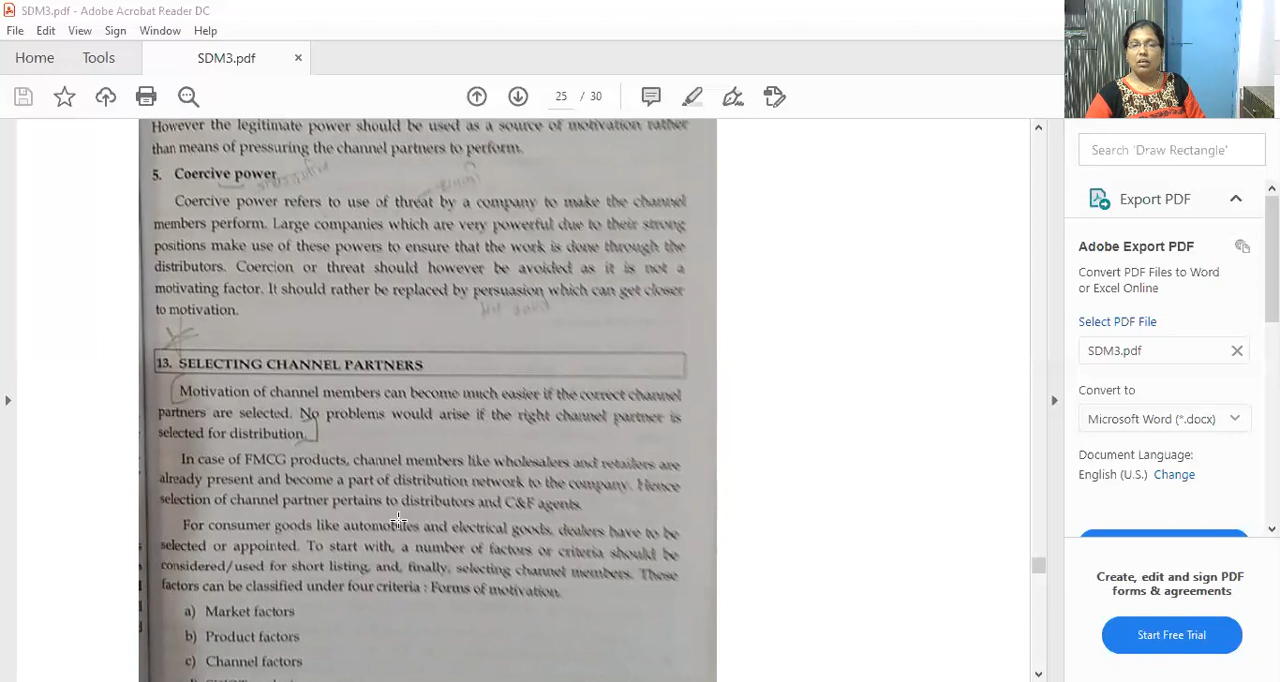 SDM3.pdf - Adobe Acrobat Reader DC
File Edit View Sign Window Help
Home Tools SDM3.pdf ×
25 / 30
Search 'Draw Rectangle'
Export PDF
Adobe Export PDF
Convert PDF Files to Word
or Excel Online
Select PDF File
SDM3.pdf
Convert to
Microsoft Word (*.docx)
Document Language:
English (U.S.) Change
Create, edit and sign PDF
forms & agreements
Start Free Trial
However the legitimate power should be used as a source of motivation rather
than means of pressuring the channel partners to perform.
5. Coercive power
Coercive power refers to use of threat by a company to make the channel
members perform. Large companies which are very powerful due to their strong
positions make use of these powers to ensure that the work is done through the
distributors. Coercion or threat should however be avoided as it is not a
motivating factor. It should rather be replaced by persuasion which can get closer
to motivation.
13. SELECTING CHANNEL PARTNERS
Motivation of channel members can become much easier if the correct channel
partners are selected. No problems would arise if the right channel partner is
selected for distribution.
In case of FMCG products, channel members like wholesalers and retailers are
already present and become a part of distribution network to the company. Hence
selection of channel partner pertains to distributors and C&F agents.
For consumer goods like automobiles and electrical goods, dealers have to be
selected or appointed. To start with, a number of factors or criteria should be
considered/used for short listing, and, finally, selecting channel members. These
factors can be classified under four criteria : Forms of motivation.
a) Market factors
b) Product factors
c) Channel factors